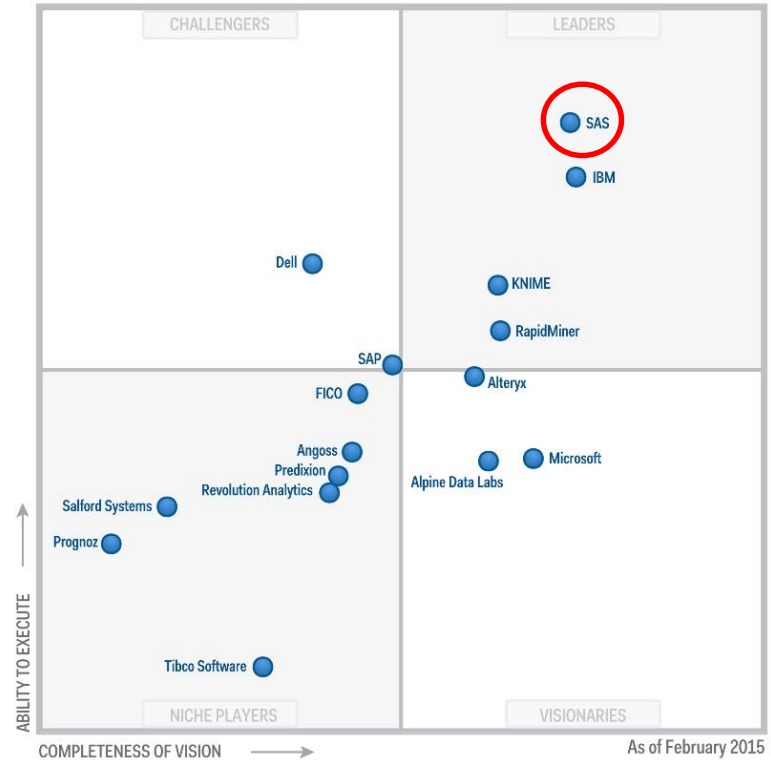 CHALLENGERS
LEADERS
SAS
IBM
Dell
KNIME
RapidMiner
SAP
Alteryx
FICO
Angoss
Microsoft
Predixion
Alpine Data Labs
Revolution Analytics
Salford Systems
Prognoz
ABILITY TO EXECUTE
Tibco Software
NICHE PLAYERS
VISIONARIES
COMPLETENESS OF VISION
As of February 2015